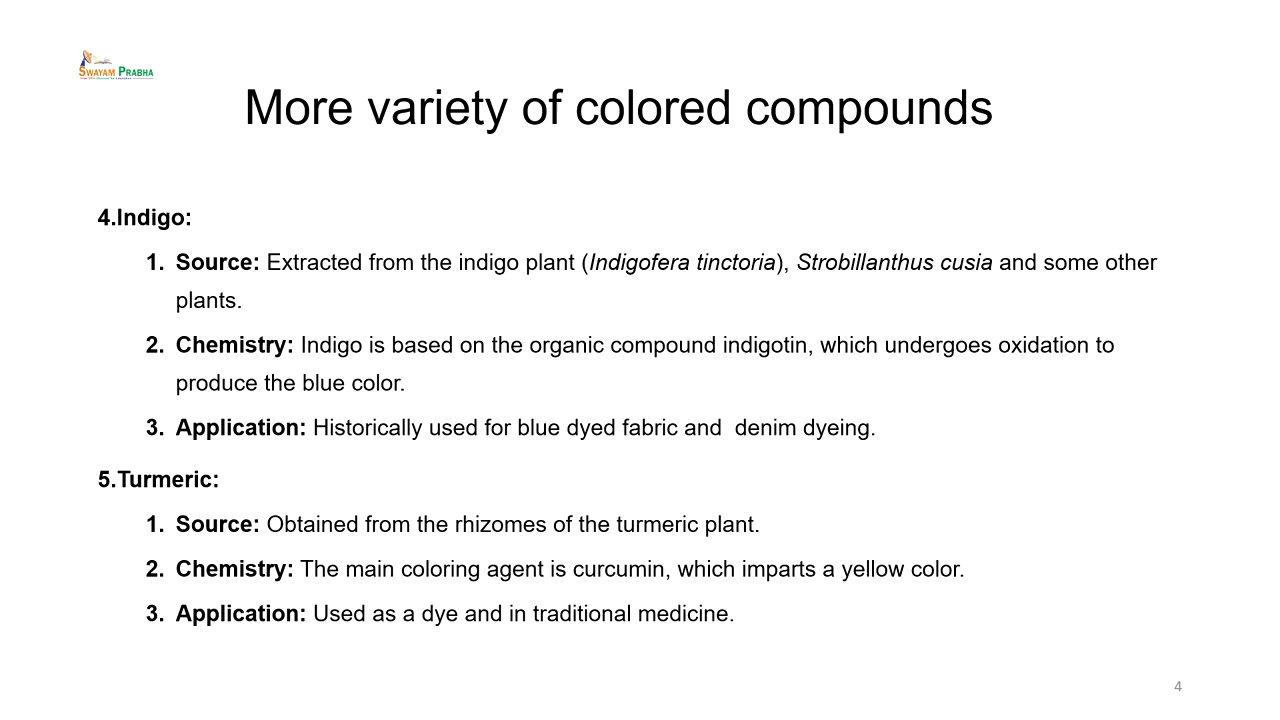 SWAYAM PRABHA
More variety of colored compounds
4.Indigo:
1. Source: Extracted from the indigo plant (Indigofera tinctoria), Strobillanthus cusia and some other
plants.
2. Chemistry: Indigo is based on the organic compound indigotin, which undergoes oxidation to
produce the blue color.
3. Application: Historically used for blue dyed fabric and  denim dyeing.
5.Turmeric:
1. Source: Obtained from the rhizomes of the turmeric plant.
2. Chemistry: The main coloring agent is curcumin, which imparts a yellow color.
3. Application: Used as a dye and in traditional medicine.
4